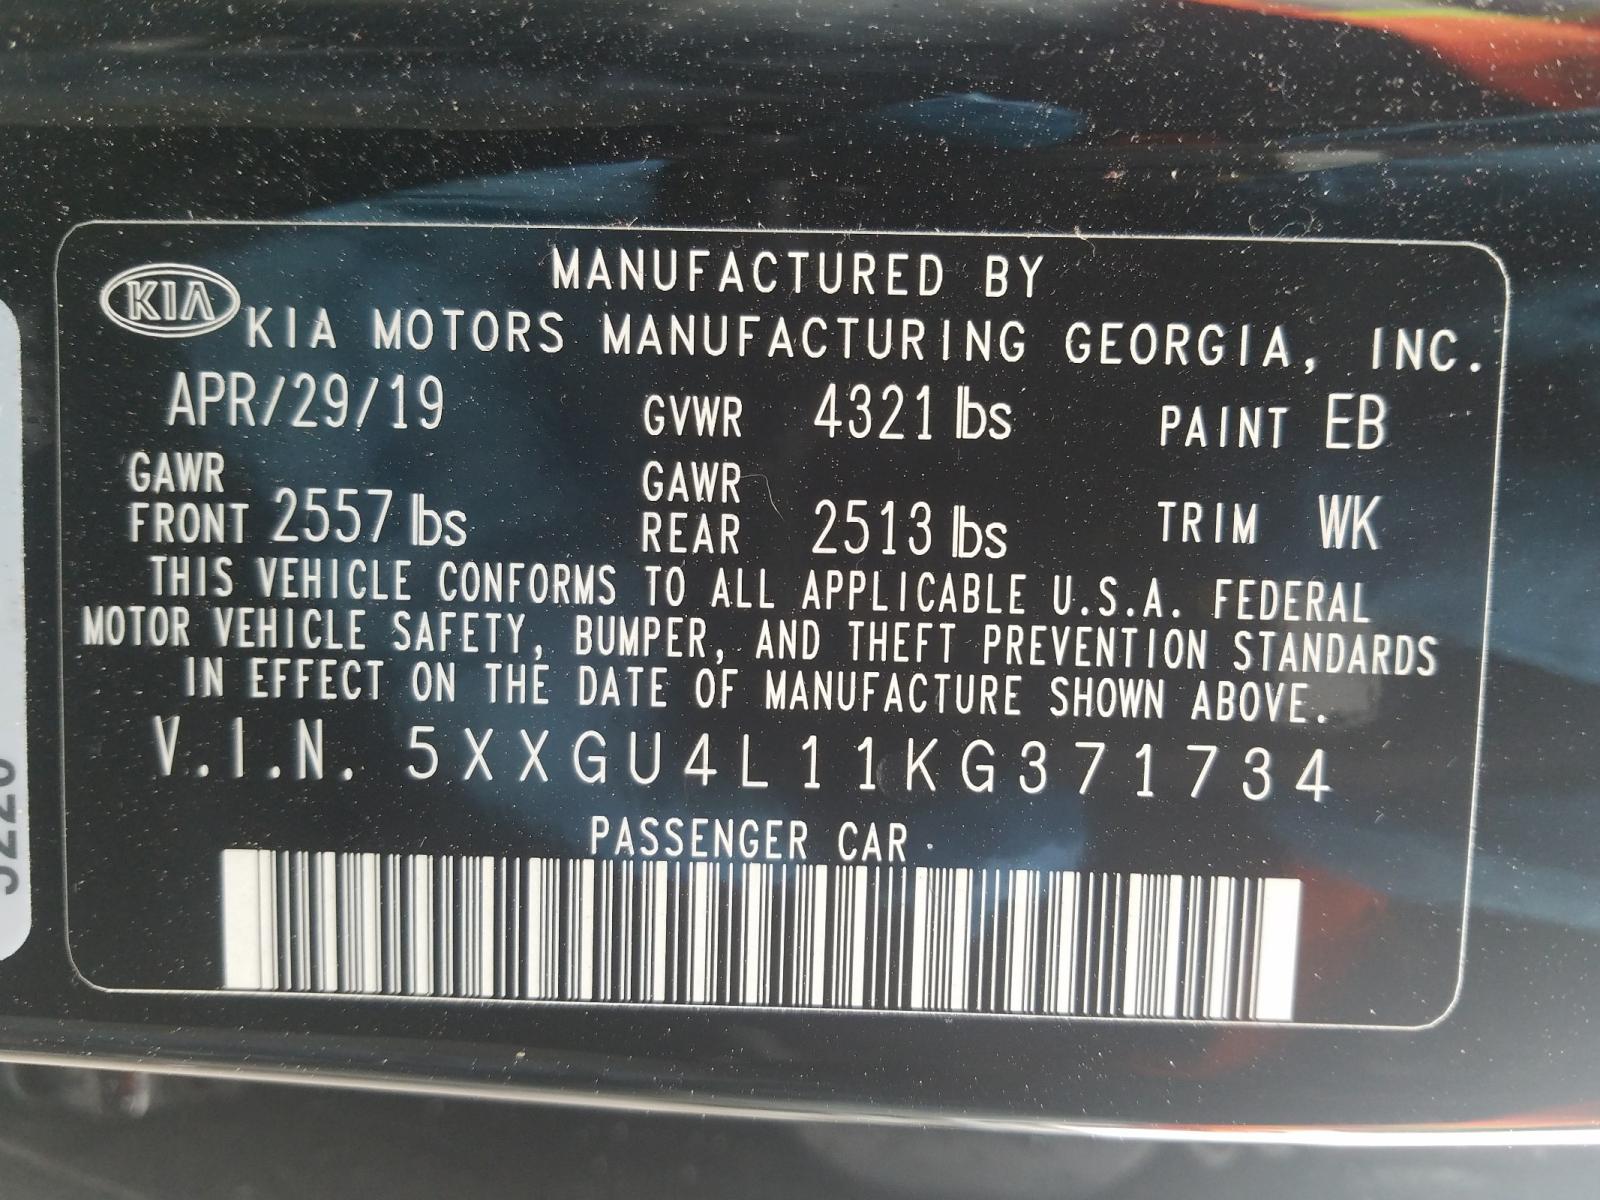 MANUFACTURED BY
KIA KIA MOTORS MANUFACTURING GEORGIA, INC.
APR/29/19 GVWR 4321 lbs PAINT EB
GAWR FRONT 2557 lbs GAWR REAR 2513 lbs TRIM WK
THIS VEHICLE CONFORMS TO ALL APPLICABLE U.S.A. FEDERAL
MOTOR VEHICLE SAFETY, BUMPER, AND THEFT PREVENTION STANDARDS
IN EFFECT ON THE DATE OF MANUFACTURE SHOWN ABOVE.
V.I.N. 5XXGU4L11KG371734
PASSENGER CAR